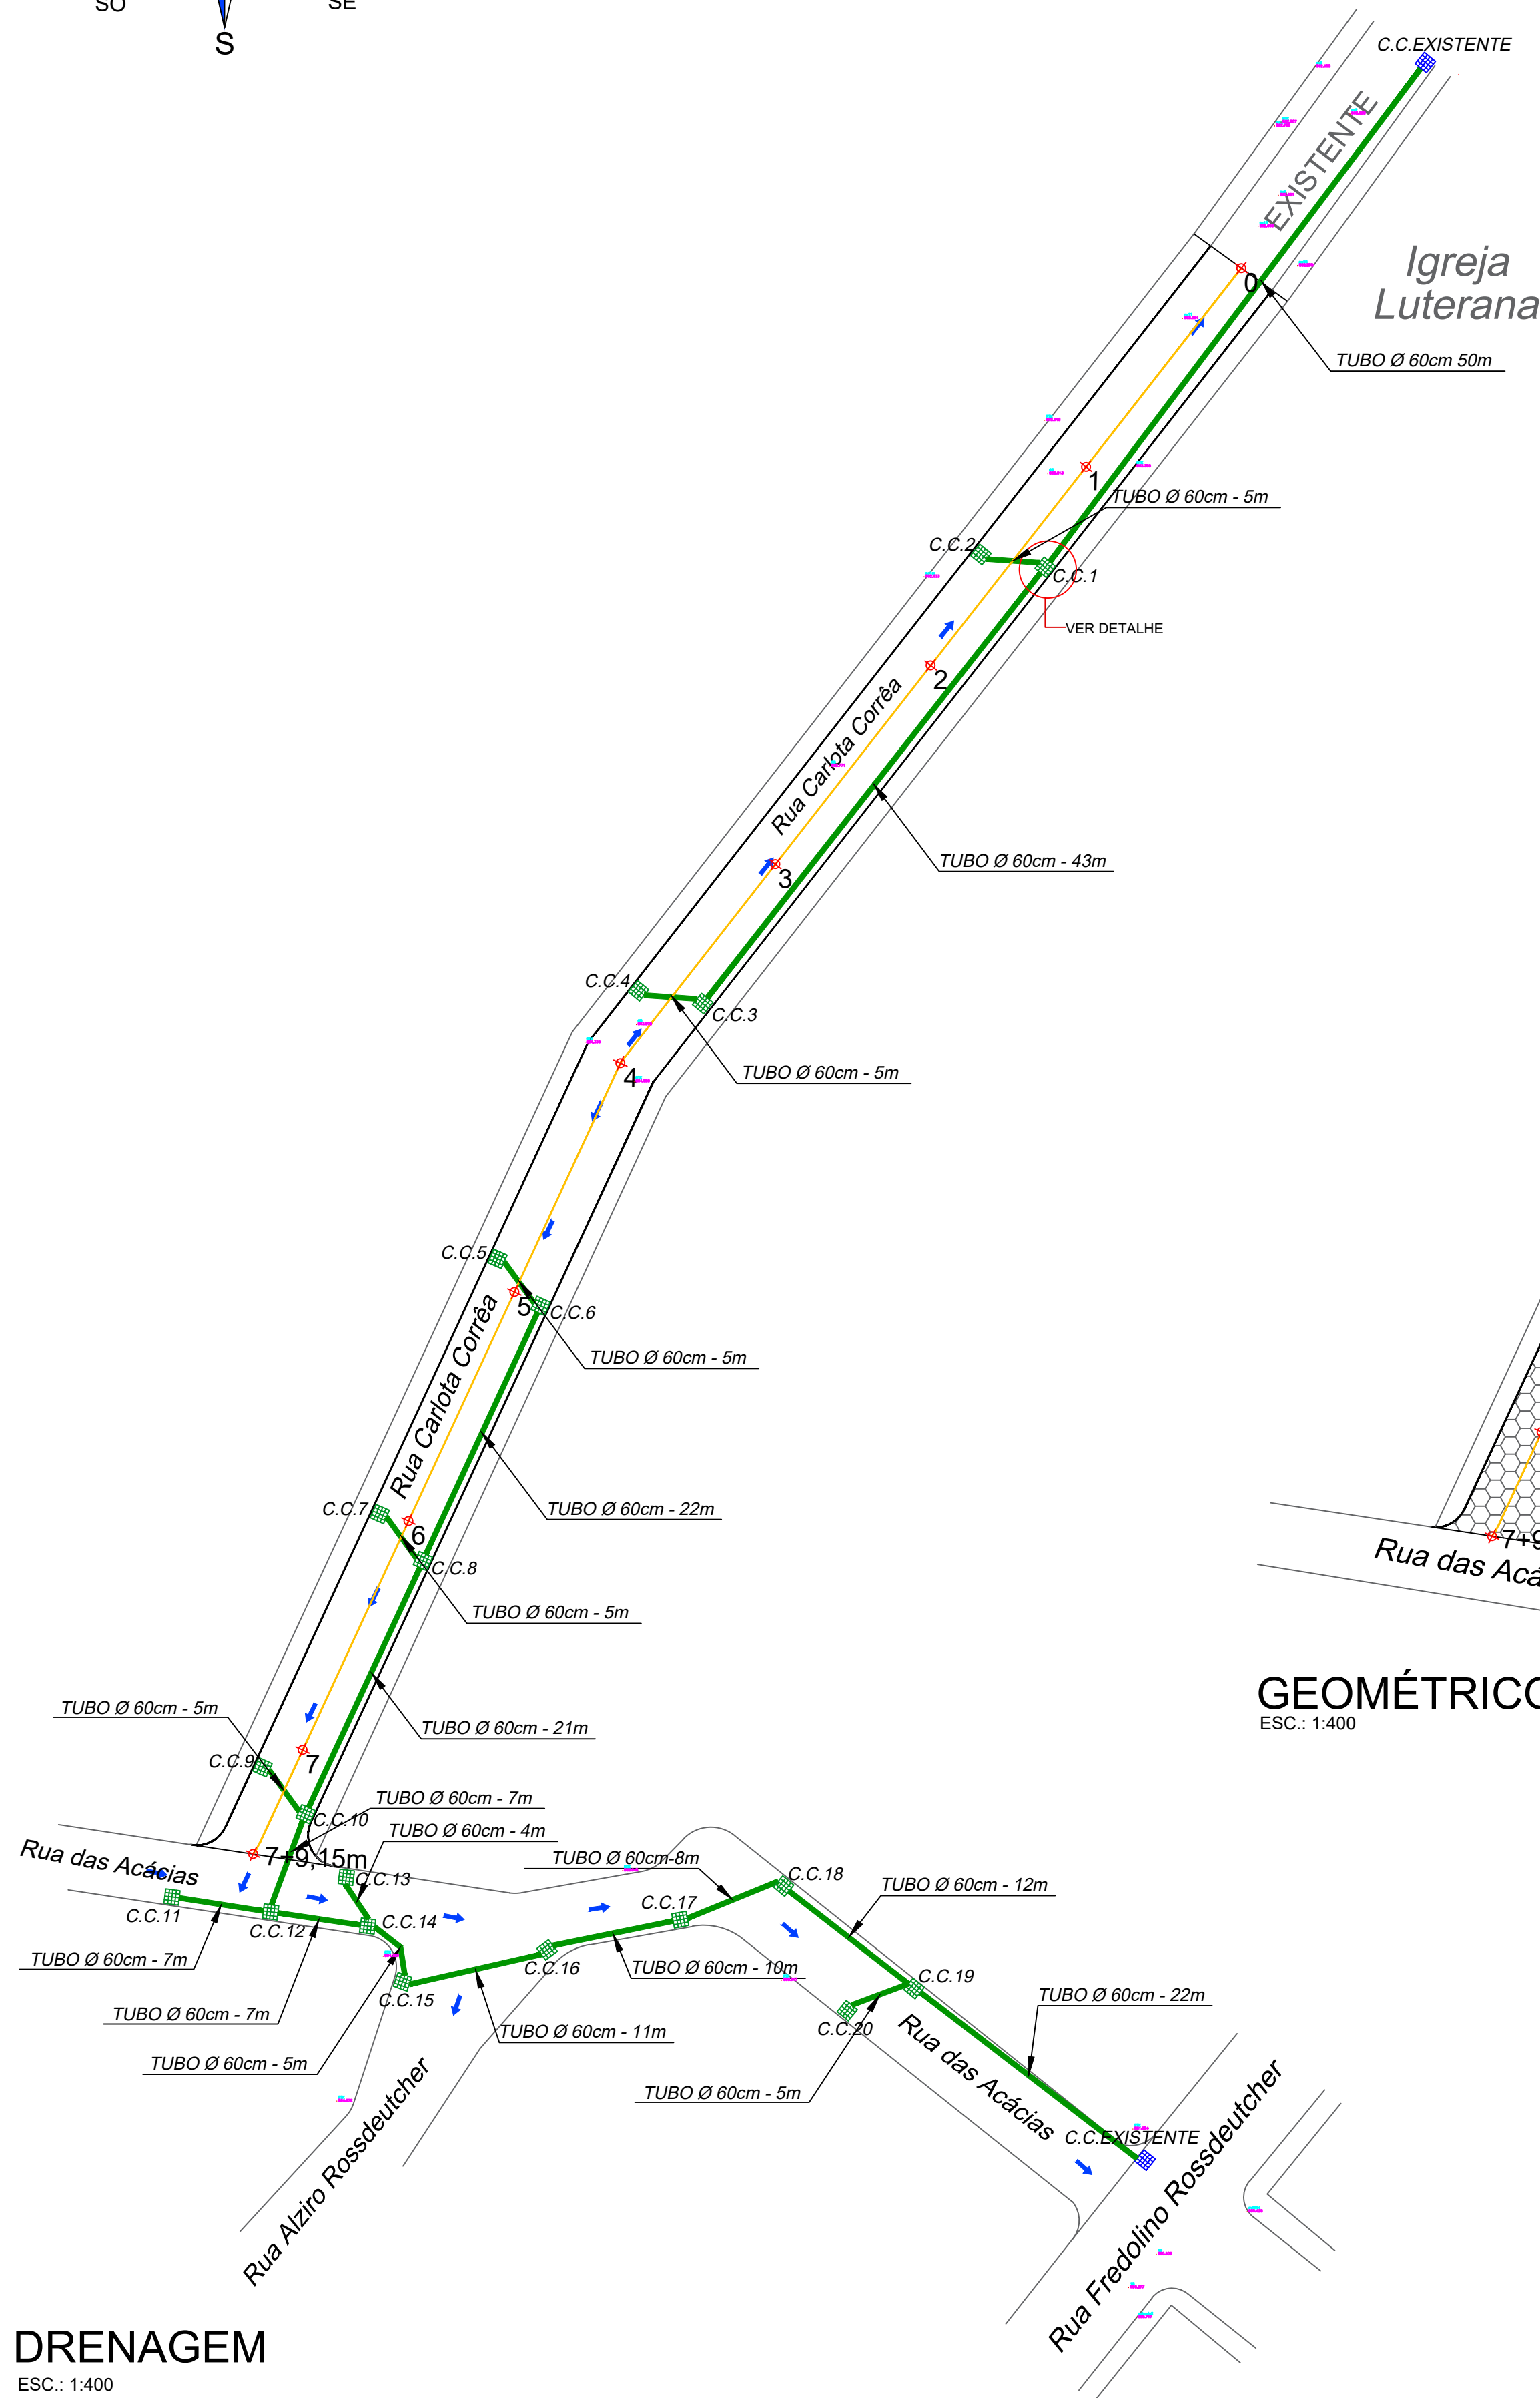 SO
SE
S
C.C.EXISTENTE
EXISTENTE
Igreja
Luterana
0
TUBO Ø 60cm 50m
1
TUBO Ø 60cm - 5m
C.C.2
C.C.1
VER DETALHE
2
Rua Carlota Corrêa
3
TUBO Ø 60cm - 43m
C.C.4
C.C.3
4
TUBO Ø 60cm - 5m
C.C.5
5
C.C.6
TUBO Ø 60cm - 5m
Rua Carlota Corrêa
TUBO Ø 60cm - 22m
C.C.7
6
C.C.8
TUBO Ø 60cm - 5m
TUBO Ø 60cm - 5m
TUBO Ø 60cm - 21m
C.C.9
7
TUBO Ø 60cm - 7m
C.C.10
TUBO Ø 60cm - 4m
Rua das Acácias
7+9,15m
TUBO Ø 60cm-8m
C.C.13
C.C.18
TUBO Ø 60cm - 12m
C.C.11
C.C.12
C.C.14
C.C.17
TUBO Ø 60cm - 7m
C.C.16
TUBO Ø 60cm - 10m
C.C.19
C.C.15
TUBO Ø 60cm - 22m
TUBO Ø 60cm - 7m
TUBO Ø 60cm - 11m
C.C.20
TUBO Ø 60cm - 5m
TUBO Ø 60cm - 5m
Rua das Acácias
C.C.EXISTENTE
Rua Alziro Rossdeutcher
Rua Fredolino Rossdeutcher
DRENAGEM
ESC.: 1:400
7+9
Rua das Acá
GEOMÉTRICO
ESC.: 1:400